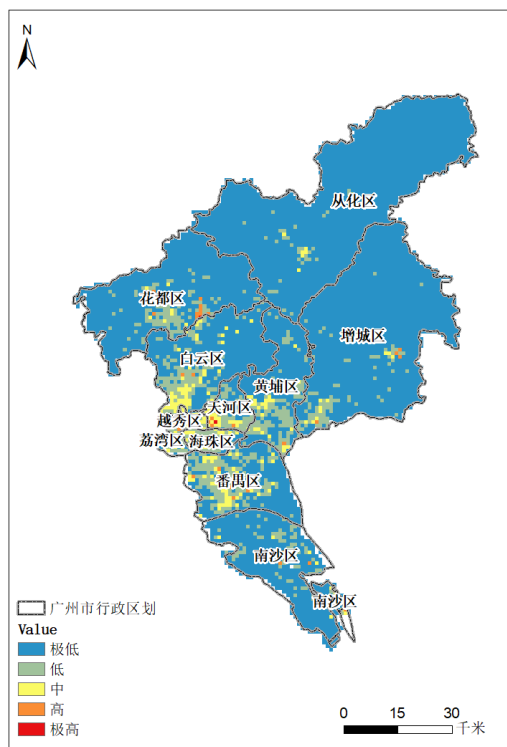 N
从化区
花都区
增城区
白云区
黄埔区
天河区
越秀区
荔湾区
海珠区
番禺区
南沙区
南沙区
广州市行政区划
Value
极低
低
中
高
极高
0 15 30
千米